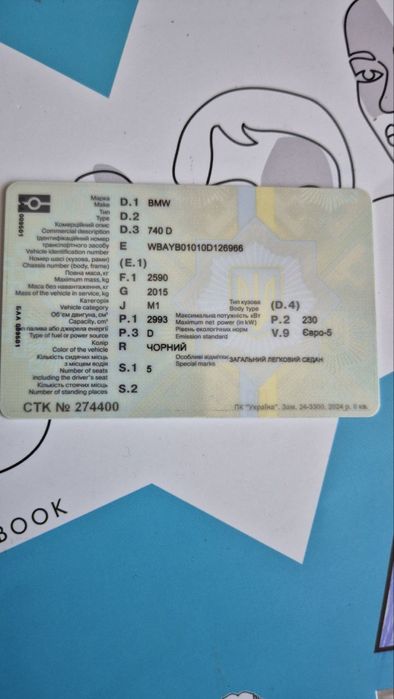 Марка D.1 BMW
Make
Тип D.2
Type
Комерційний опис D.3 740 D
Commercial description
Ідентифікаційний номер
транспортного засобу E WBAYB01010D126966
Vehicle identification number
Номер шасі (кузова, рами) (E.1)
Chassis number (body, frame)
Повна маса, кг F.1 2590
Maximum mass, kg
Маса без навантаження, кг G 2015
Mass of the vehicle in service, kg
Категорія J M1 Тип кузова (D.4)
Vehicle category Body type
Об'єм двигуна, см³ P.1 2993 Максимальна потужність кВт P.2 230
Capacity, cm³ Maximum net power (in kW)
палива або джерела енергії P.3 D Рівень екологічних норм V.9 Євро-5
Type of fuel or power source Emission standard
Колір R ЧОРНИЙ
Color of the vehicle
Кількість сидячих місць Особливі відмітки ЗАГАЛЬНИЙ ЛЕГКОВИЙ СЕДАН
з місцем водія S.1 5 Special marks
Number of seats
including the driver's seat
Кількість стоячих місць S.2
Number of standing places
СТК № 274400
ПК "Україна". Зам. 24-3300. 2024 р. II кв.
BOOK